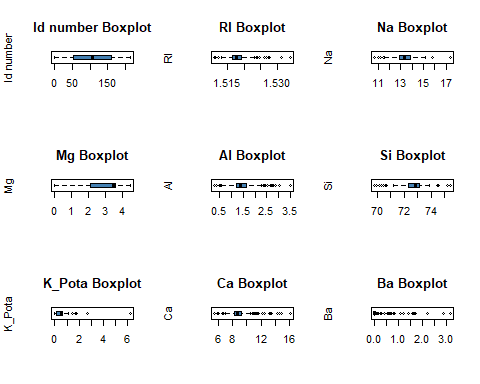 Id number Boxplot
Id number
0 50 150
RI Boxplot
RI
1.515 1.530
Na Boxplot
Na
11 13 15 17
Mg Boxplot
Mg
0 1 2 3 4
Al Boxplot
Al
0.5 1.5 2.5 3.5
Si Boxplot
Si
70 72 74
K_Pota Boxplot
K_Pota
0 2 4 6
Ca Boxplot
Ca
6 8 12 16
Ba Boxplot
Ba
0.0 1.0 2.0 3.0